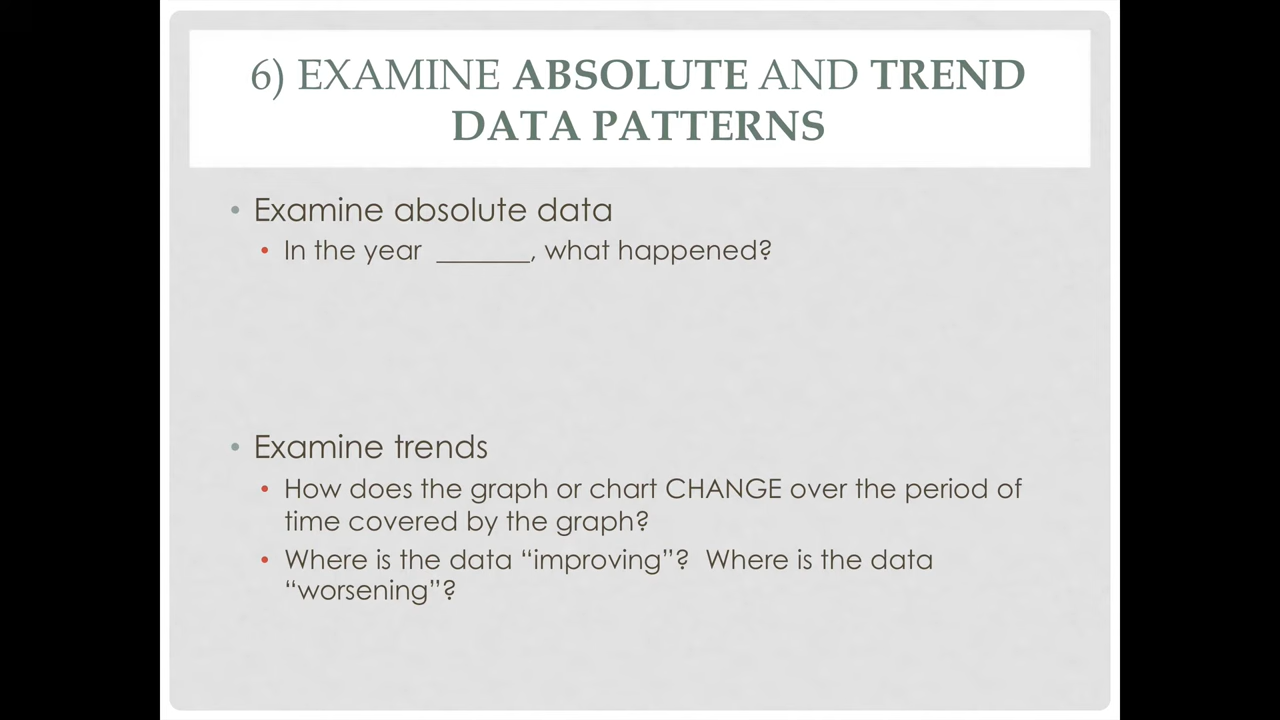 6) EXAMINE ABSOLUTE AND TREND
DATA PATTERNS
• Examine absolute data
• In the year _______, what happened?
• Examine trends
• How does the graph or chart CHANGE over the period of
time covered by the graph?
• Where is the data “improving”?  Where is the data
“worsening”?